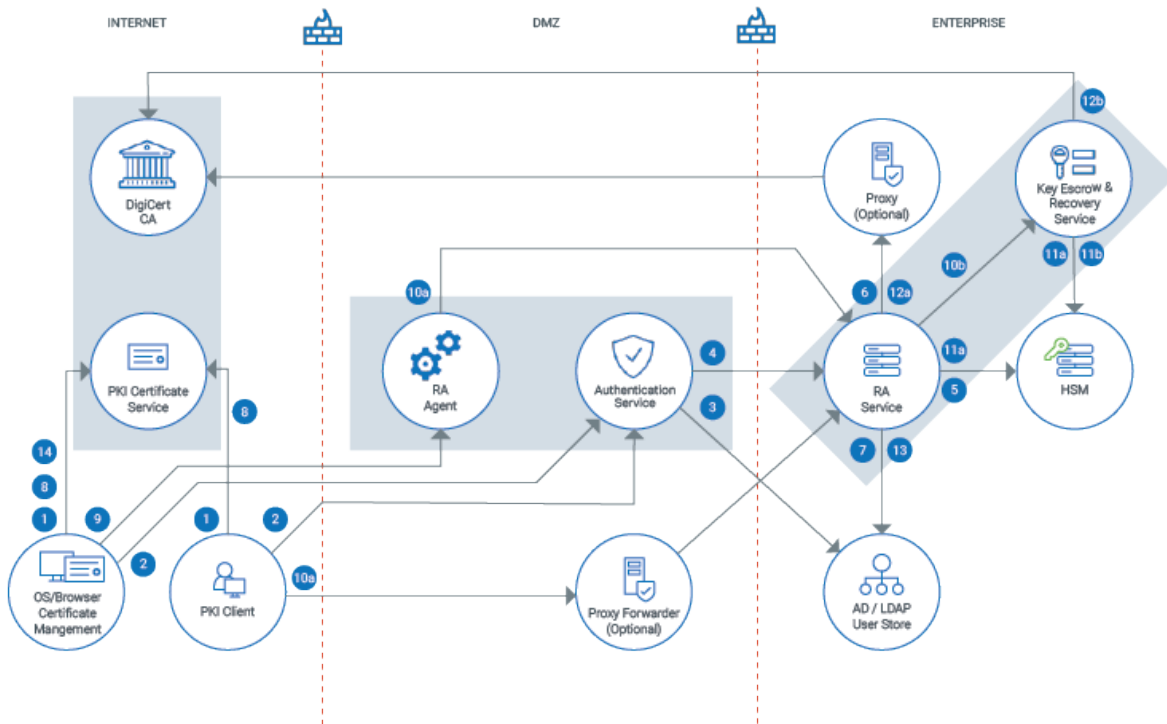 INTERNET
DMZ
ENTERPRISE
12b
DigiCert
CA
Proxy
(Optional)
Key Escrow &
Recovery
Service
11a
11b
10b
10a
6
12a
PKI Certificate
Service
8
RA
Agent
Authentication
Service
4
3
RA
Service
11a
5
HSM
14
8
1
9
2
1
2
10a
7
13
OS/Browser
Certificate
Mangement
PKI Client
Proxy Forwarder
(Optional)
AD / LDAP
User Store